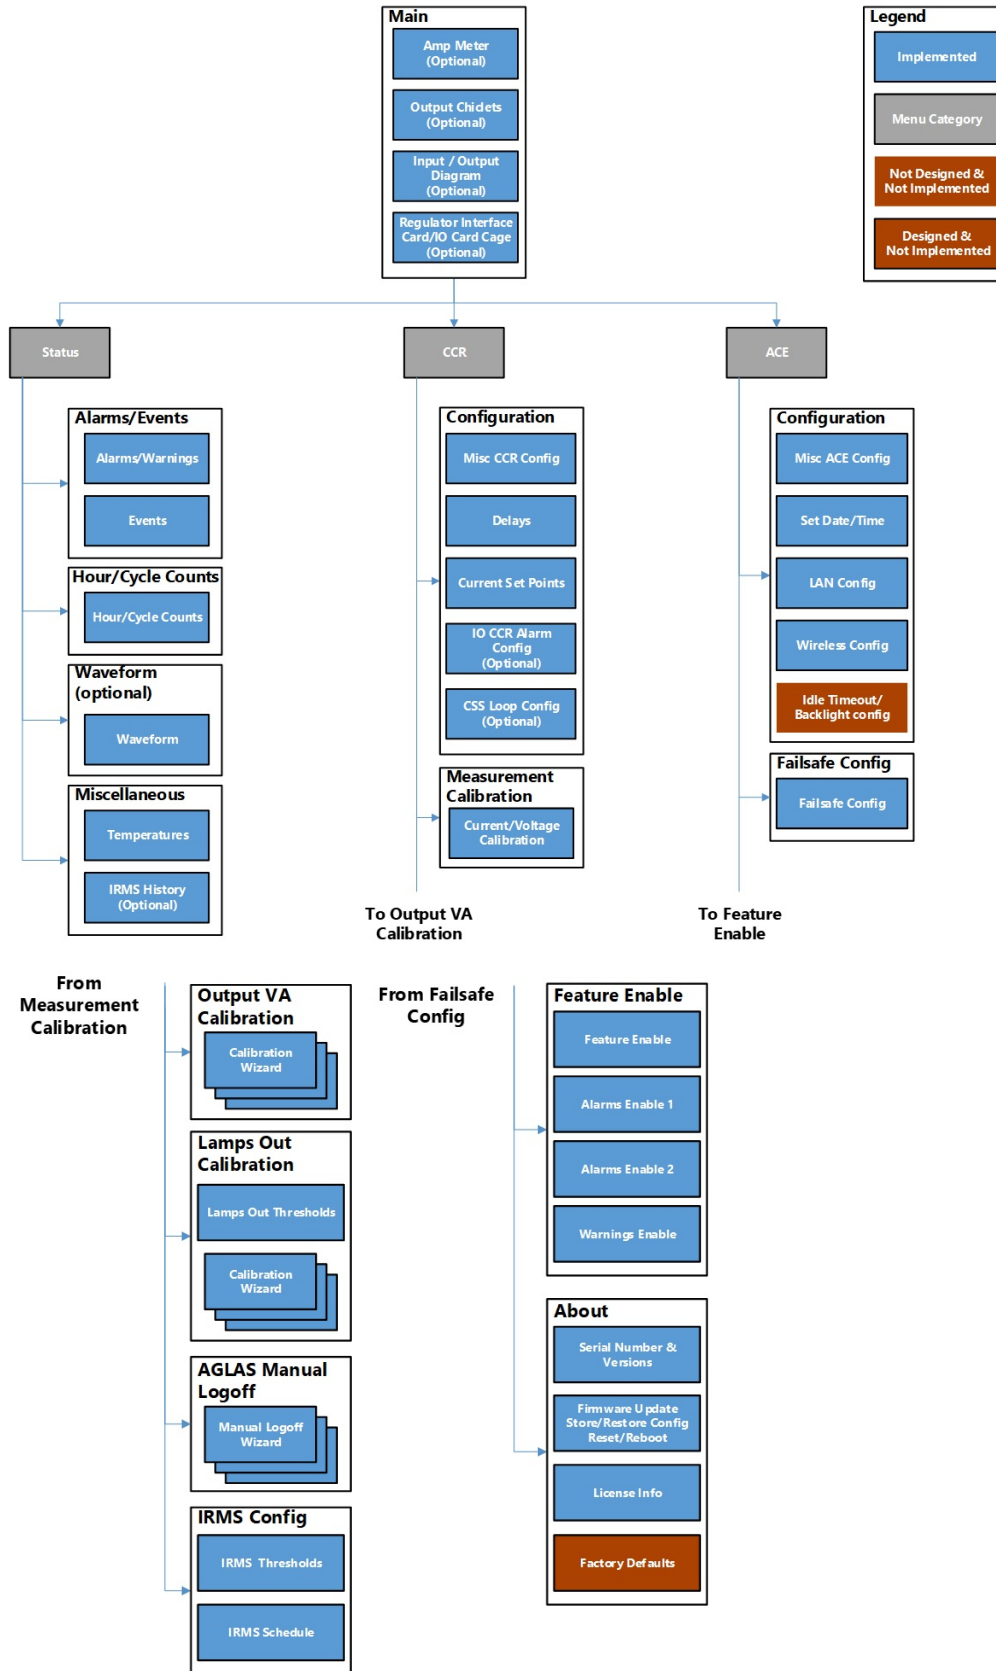 Main
Amp Meter
(Optional)
Output Chiclets
(Optional)
Input / Output
Diagram
(Optional)
Regulator Interface
Card/IO Card Cage
(Optional)
Legend
Implemented
Menu Category
Not Designed &
Not Implemented
Designed &
Not Implemented
Status
CCR
ACE
Alarms/Events
Alarms/Warnings
Events
Hour/Cycle Counts
Hour/Cycle Counts
Waveform
(optional)
Waveform
Miscellaneous
Temperatures
IRMS History
(Optional)
Configuration
Misc CCR Config
Delays
Current Set Points
IO CCR Alarm
Config
(Optional)
CSS Loop Config
(Optional)
Measurement
Calibration
Current/Voltage
Calibration
To Output VA
Calibration
Configuration
Misc ACE Config
Set Date/Time
LAN Config
Wireless Config
Idle Timeout/
Backlight config
Failsafe Config
Failsafe Config
To Feature
Enable
From
Measurement
Calibration
Output VA
Calibration
Calibration
Wizard
Lamps Out
Calibration
Lamps Out Thresholds
Calibration
Wizard
AGLAS Manual
Logoff
Manual Logoff
Wizard
IRMS Config
IRMS Thresholds
IRMS Schedule
From Failsafe
Config
Feature Enable
Feature Enable
Alarms Enable 1
Alarms Enable 2
Warnings Enable
About
Serial Number &
Versions
Firmware Update
Store/Restore Config
Reset/Reboot
License Info
Factory Defaults